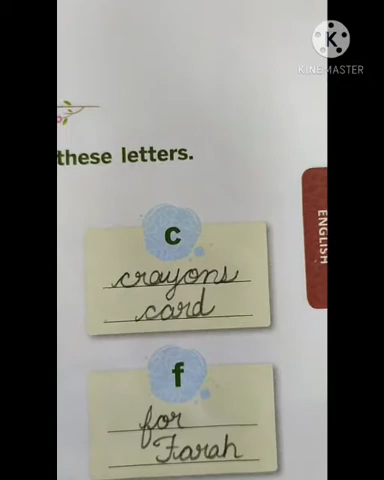 KINEMASTER
these letters.
ENGLISH
c
crayons
card
f
for
Farah